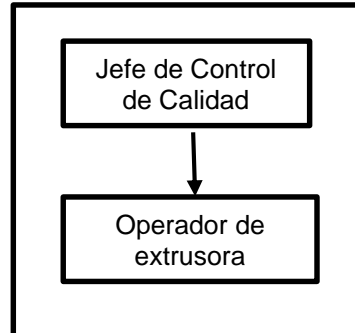 Jefe de Control
de Calidad
Operador de
extrusora